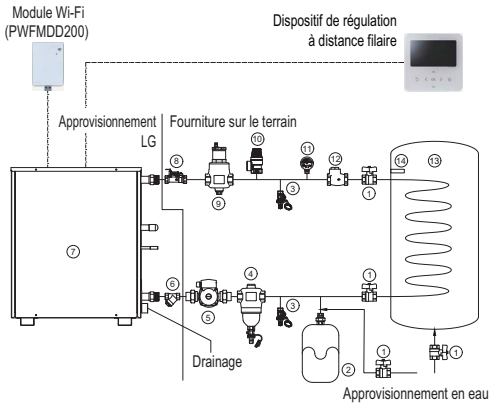 Module Wi-Fi
(PWFMDD200)
Dispositif de régulation
à distance filaire
Approvisionnement
LG
Fourniture sur le terrain
10
11
8
12
14
13
9
3
1
7
4
1
6
3
5
2
1
1
Drainage
Approvisionnement en eau